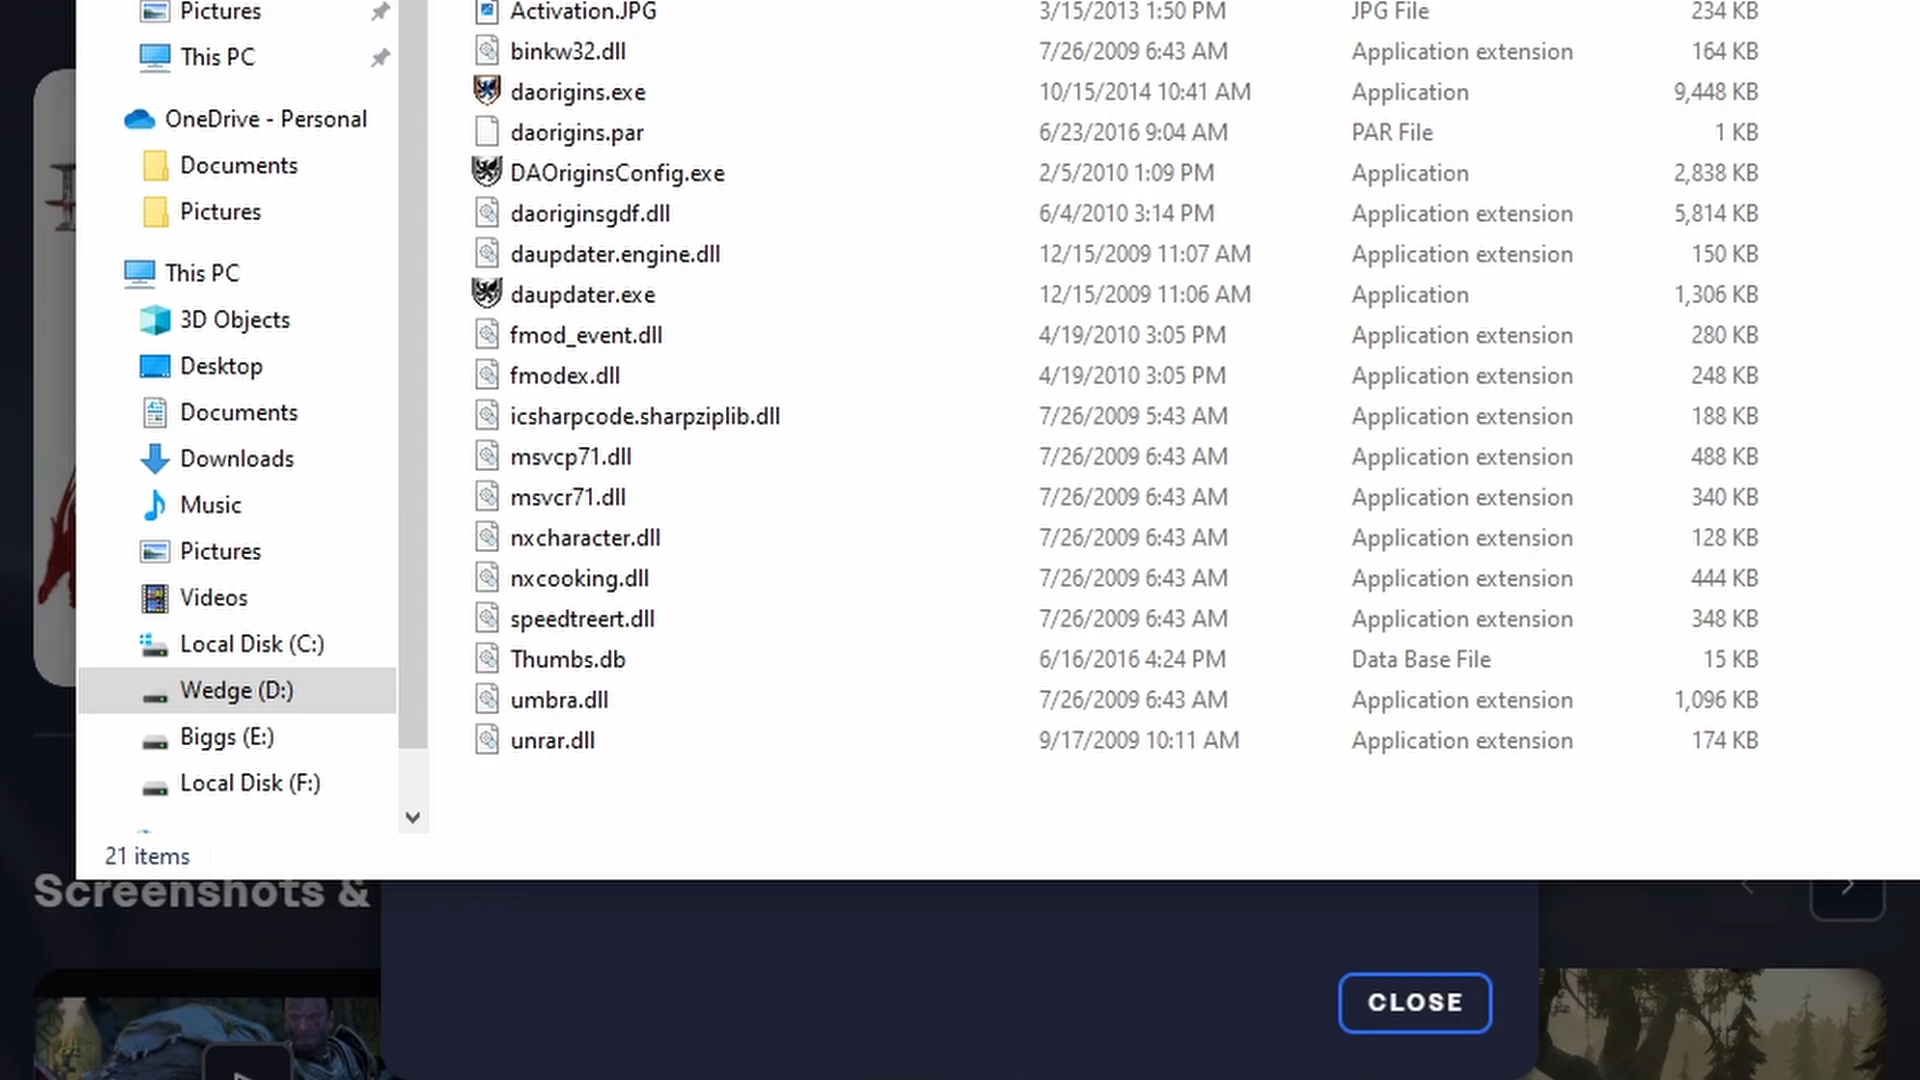 Pictures
This PC
OneDrive - Personal
Documents
Pictures
This PC
3D Objects
Desktop
Documents
Downloads
Music
Pictures
Videos
Local Disk (C:)
Wedge (D:)
Biggs (E:)
Local Disk (F:)
21 items
Activation.JPG 3/15/2013 1:50 PM JPG File 234 KB
binkw32.dll 7/26/2009 6:43 AM Application extension 164 KB
daorigins.exe 10/15/2014 10:41 AM Application 9,448 KB
daorigins.par 6/23/2016 9:04 AM PAR File 1 KB
DAOriginsConfig.exe 2/5/2010 1:09 PM Application 2,838 KB
daoriginsgdf.dll 6/4/2010 3:14 PM Application extension 5,814 KB
daupdater.engine.dll 12/15/2009 11:07 AM Application extension 150 KB
daupdater.exe 12/15/2009 11:06 AM Application 1,306 KB
fmod_event.dll 4/19/2010 3:05 PM Application extension 280 KB
fmodex.dll 4/19/2010 3:05 PM Application extension 248 KB
icsharpcode.sharpziplib.dll 7/26/2009 5:43 AM Application extension 188 KB
msvcp71.dll 7/26/2009 6:43 AM Application extension 488 KB
msvcr71.dll 7/26/2009 6:43 AM Application extension 340 KB
nxcharacter.dll 7/26/2009 6:43 AM Application extension 128 KB
nxcooking.dll 7/26/2009 6:43 AM Application extension 444 KB
speedtreert.dll 7/26/2009 6:43 AM Application extension 348 KB
Thumbs.db 6/16/2016 4:24 PM Data Base File 15 KB
umbra.dll 7/26/2009 6:43 AM Application extension 1,096 KB
unrar.dll 9/17/2009 10:11 AM Application extension 174 KB
Screenshots &
CLOSE